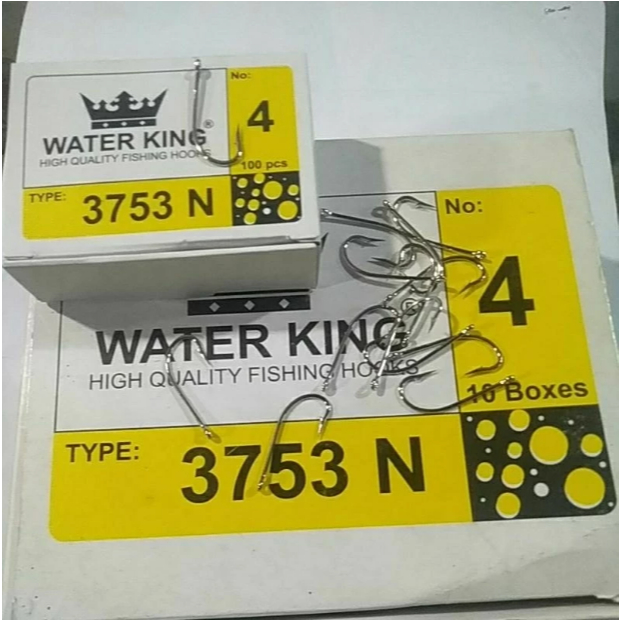 No:
4
WATER KING®
HIGH QUALITY FISHING HOOKS
100 pcs
TYPE: 3753 N
No:
4
WATER KING®
HIGH QUALITY FISHING HOOKS
10 Boxes
TYPE: 3753 N